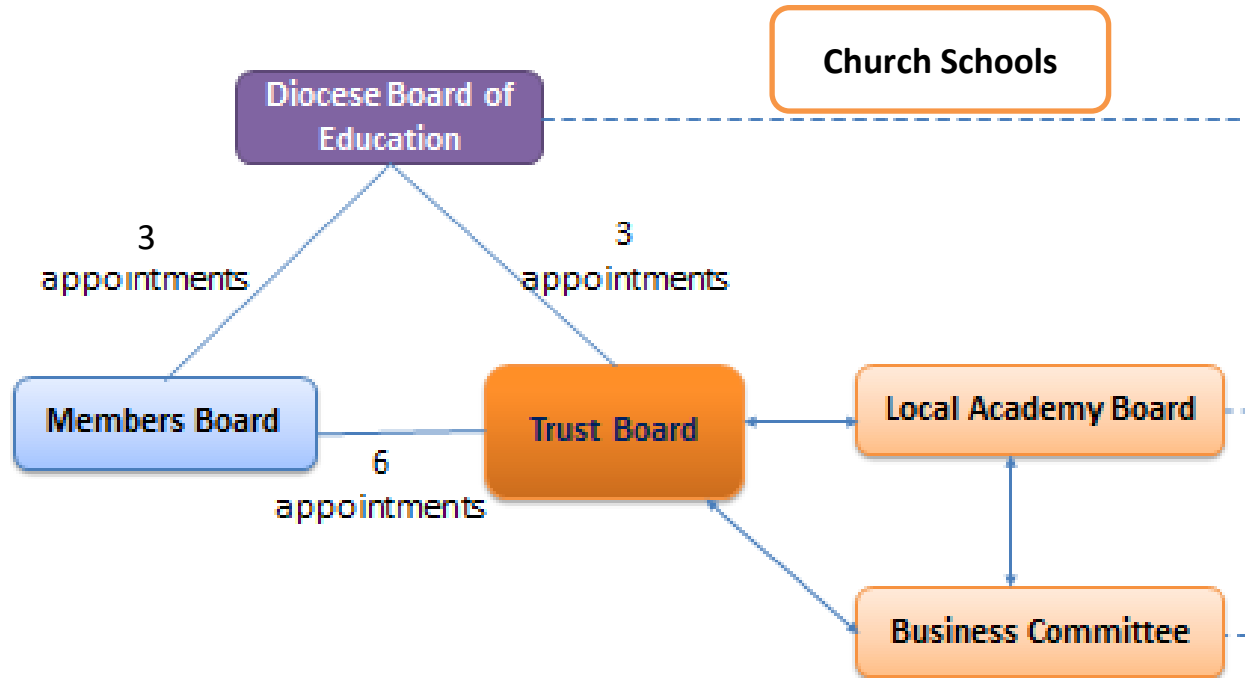 Church Schools
Diocese Board of
Education
3
appointments
3
appointments
Members Board
Trust Board
Local Academy Board
6
appointments
Business Committee